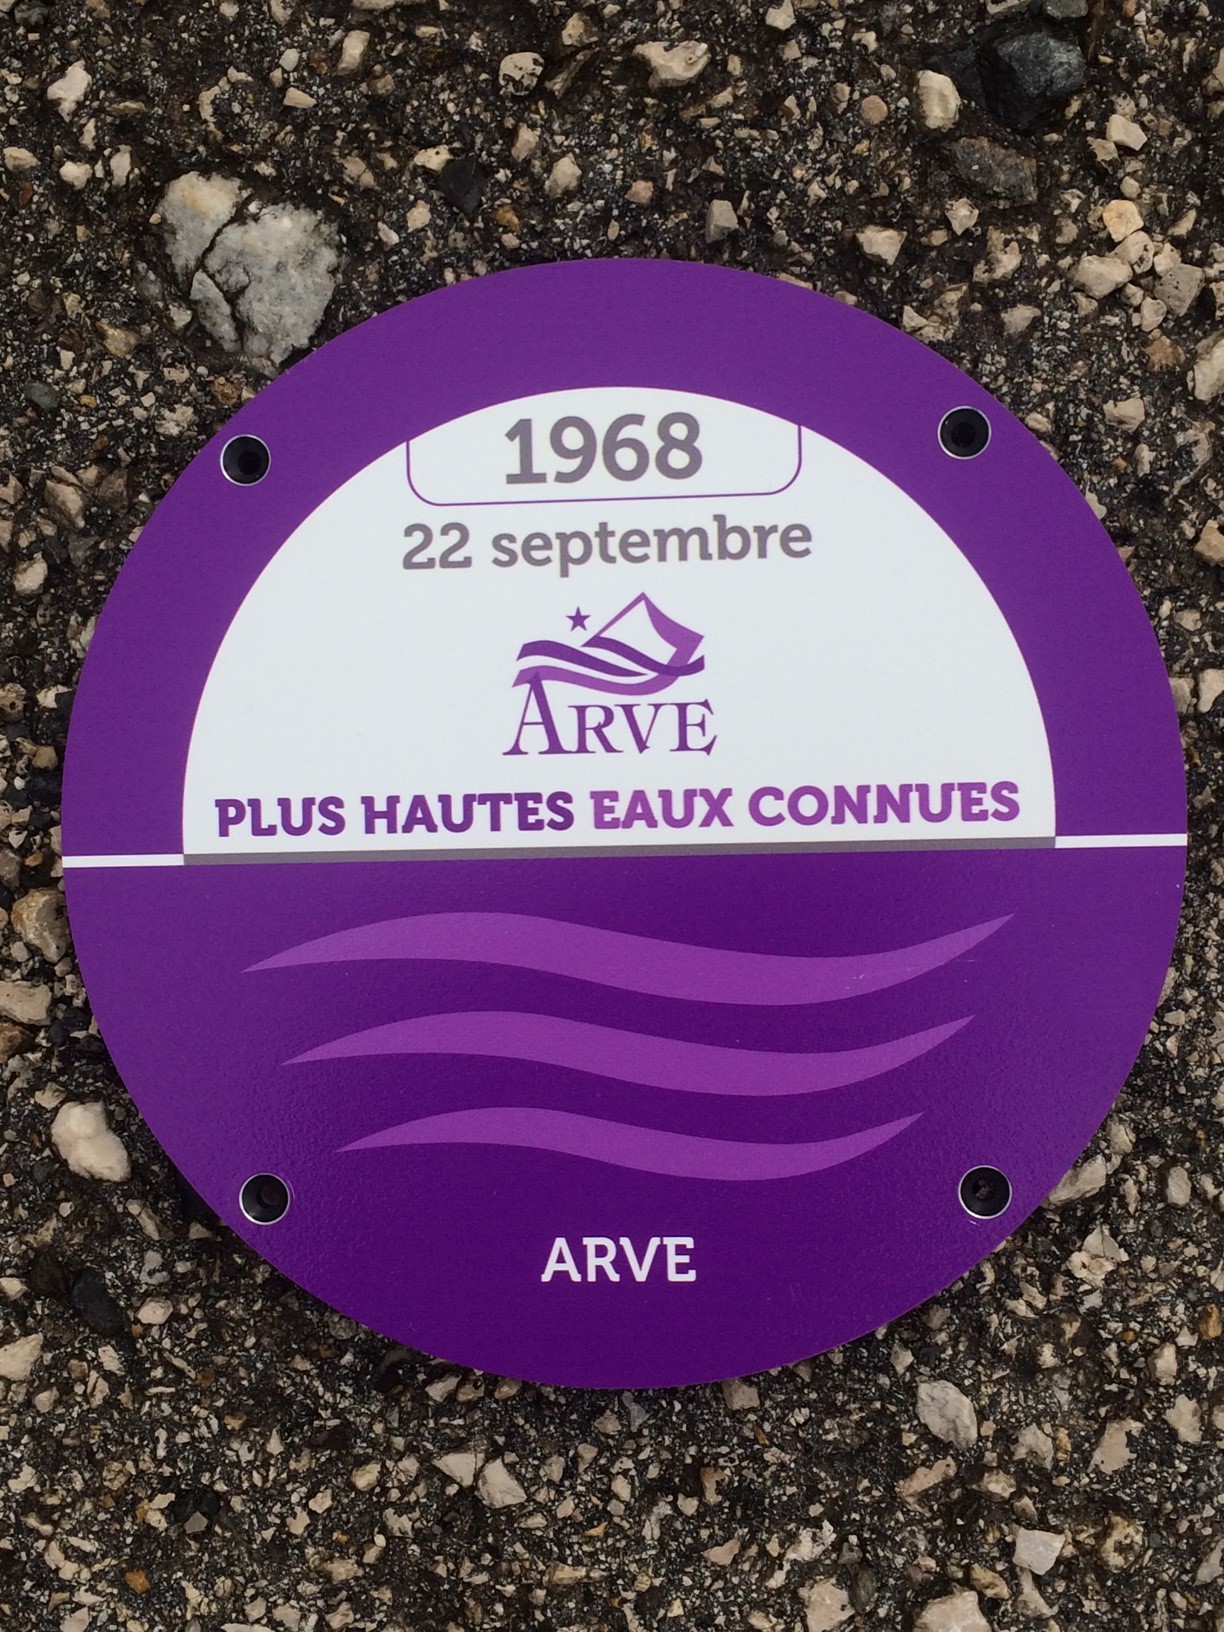 1968
22 septembre
ARVE
PLUS HAUTES EAUX CONNUES
ARVE